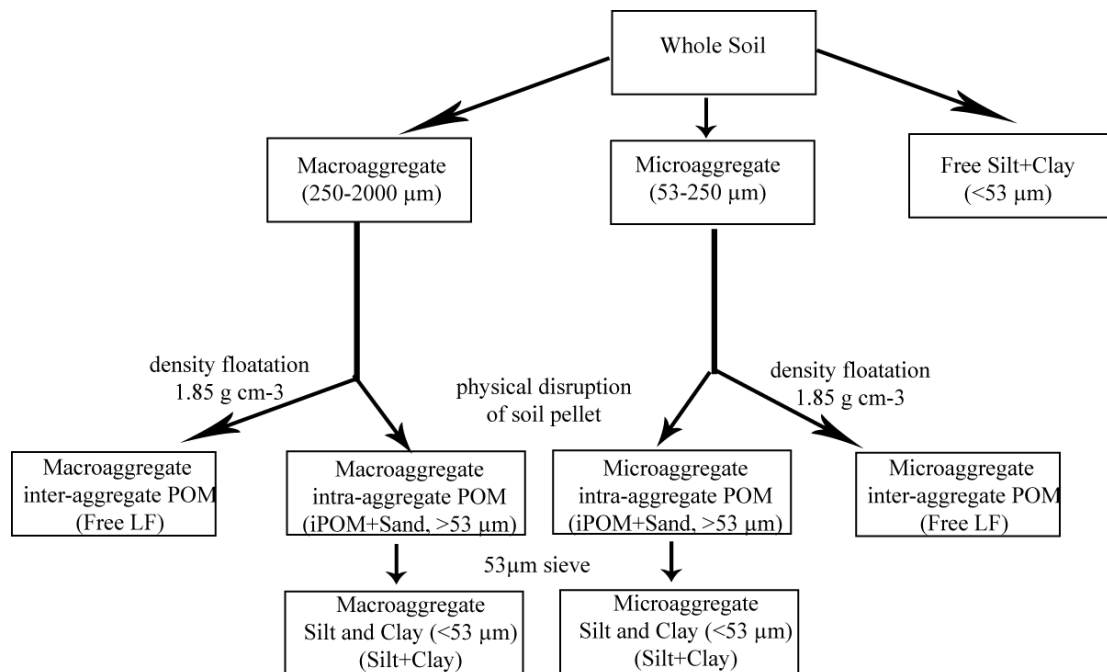 Whole Soil
Macroaggregate
(250-2000 µm)
Microaggregate
(53-250 µm)
Free Silt+Clay
(<53 µm)
density floatation
1.85 g cm-3
physical disruption
of soil pellet
density floatation
1.85 g cm-3
Macroaggregate
inter-aggregate POM
(Free LF)
Macroaggregate
intra-aggregate POM
(iPOM+Sand, >53 µm)
Microaggregate
intra-aggregate POM
(iPOM+Sand, >53 µm)
Microaggregate
inter-aggregate POM
(Free LF)
53µm sieve
Macroaggregate
Silt and Clay (<53 µm)
(Silt+Clay)
Microaggregate
Silt and Clay (<53 µm)
(Silt+Clay)